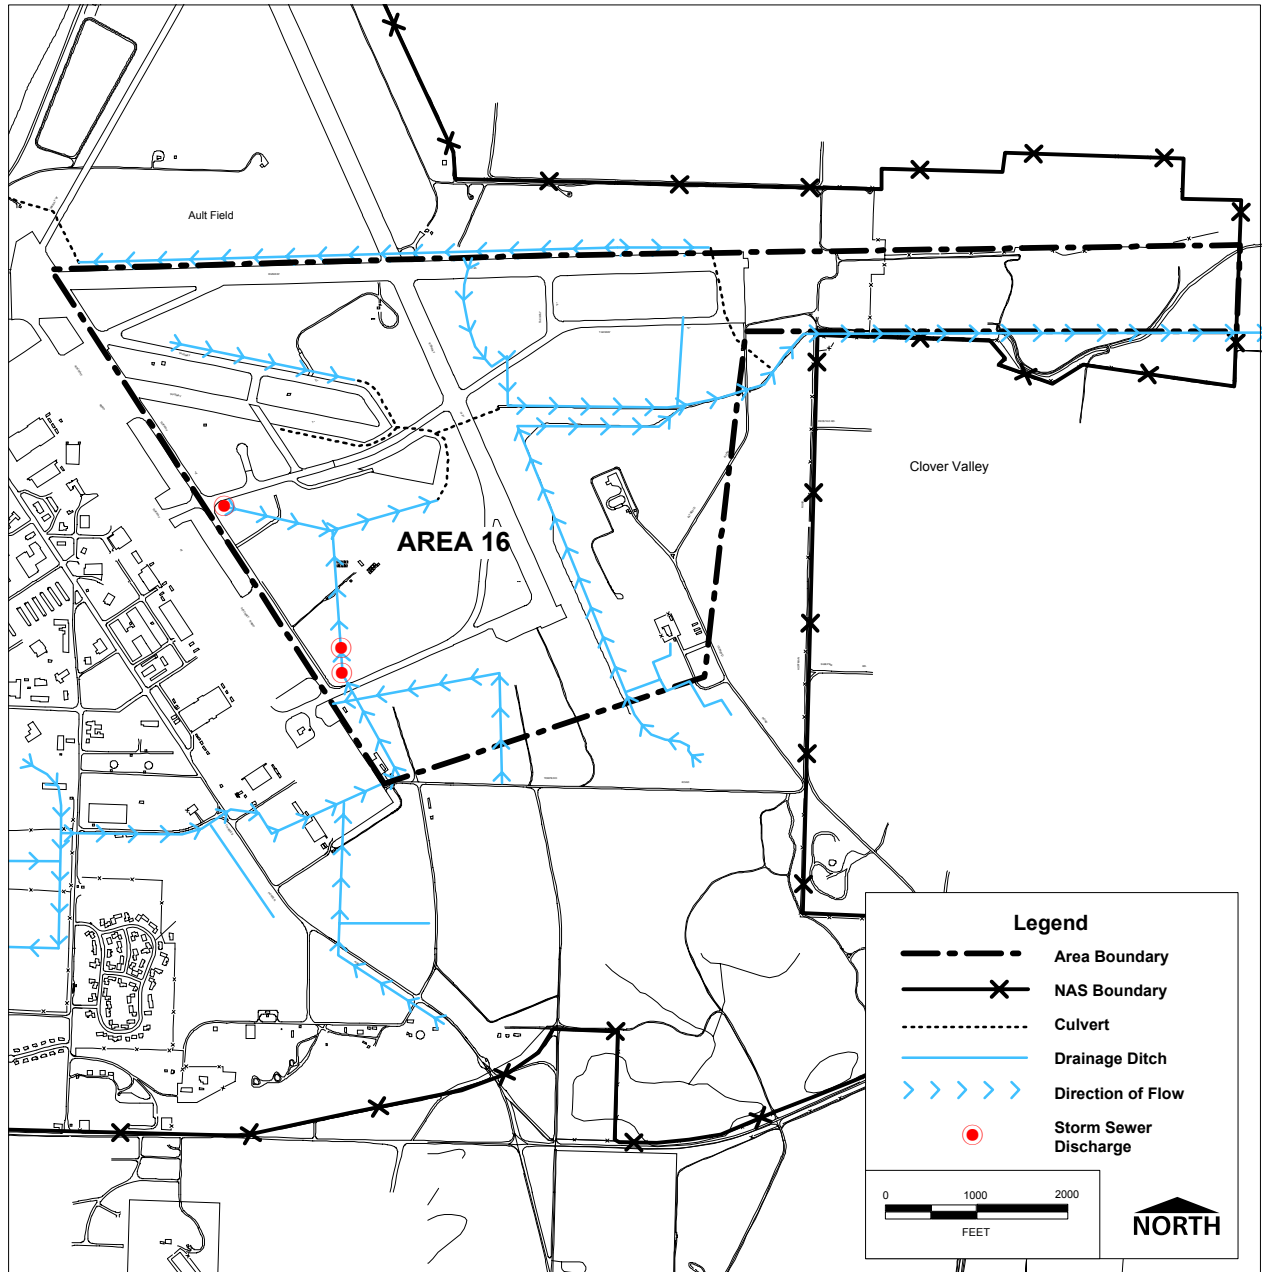 Ault Field
Clover Valley
AREA 16
Legend
Area Boundary
NAS Boundary
Culvert
Drainage Ditch
Direction of Flow
Storm Sewer
Discharge
0 1000 2000
FEET
NORTH